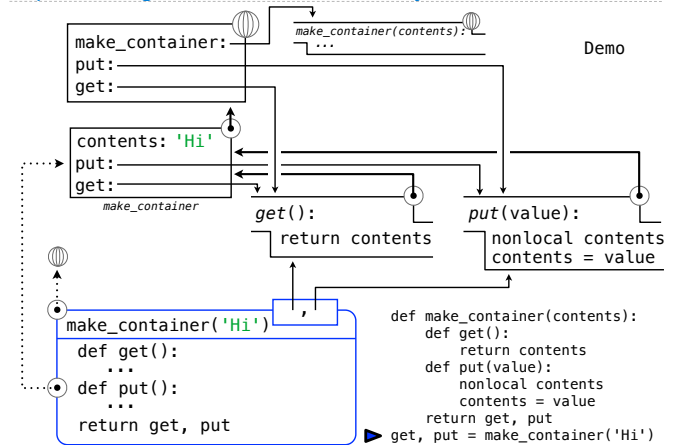 make_container:
put:
get:
make_container(contents):
...
Demo
contents: 'Hi'
put:
get:
make_container
get():
return contents
put(value):
nonlocal contents
contents = value
,
make_container('Hi')
def get():
...
def put():
...
return get, put
def make_container(contents):
def get():
return contents
def put(value):
nonlocal contents
contents = value
return get, put
get, put = make_container('Hi')